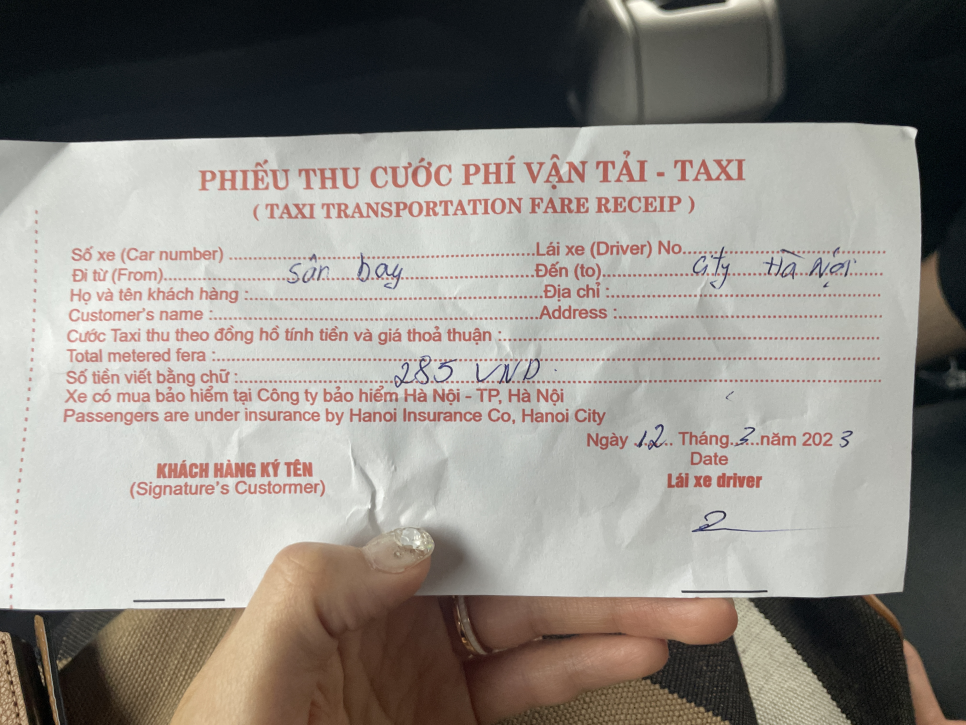 PHIẾU THU CƯỚC PHÍ VẬN TẢI - TAXI
( TAXI TRANSPORTATION FARE RECEIP )
Số xe (Car number) Lái xe (Driver) No
Đi từ (From) sân bay Đến (to) city Hà Nội
Họ và tên khách hàng : Địa chỉ :
Customer's name : Address :
Cước Taxi thu theo đồng hồ tính tiền và giá thoả thuận :
Total metered fera :
Số tiền viết bằng chữ : 285 VND
Xe có mua bảo hiểm tại Công ty bảo hiểm Hà Nội - TP, Hà Nội
Passengers are under insurance by Hanoi Insurance Co, Hanoi City
Ngày 12 Tháng 3 năm 2023
Date
KHÁCH HÀNG KÝ TÊN Lái xe driver
(Signature's Custormer)